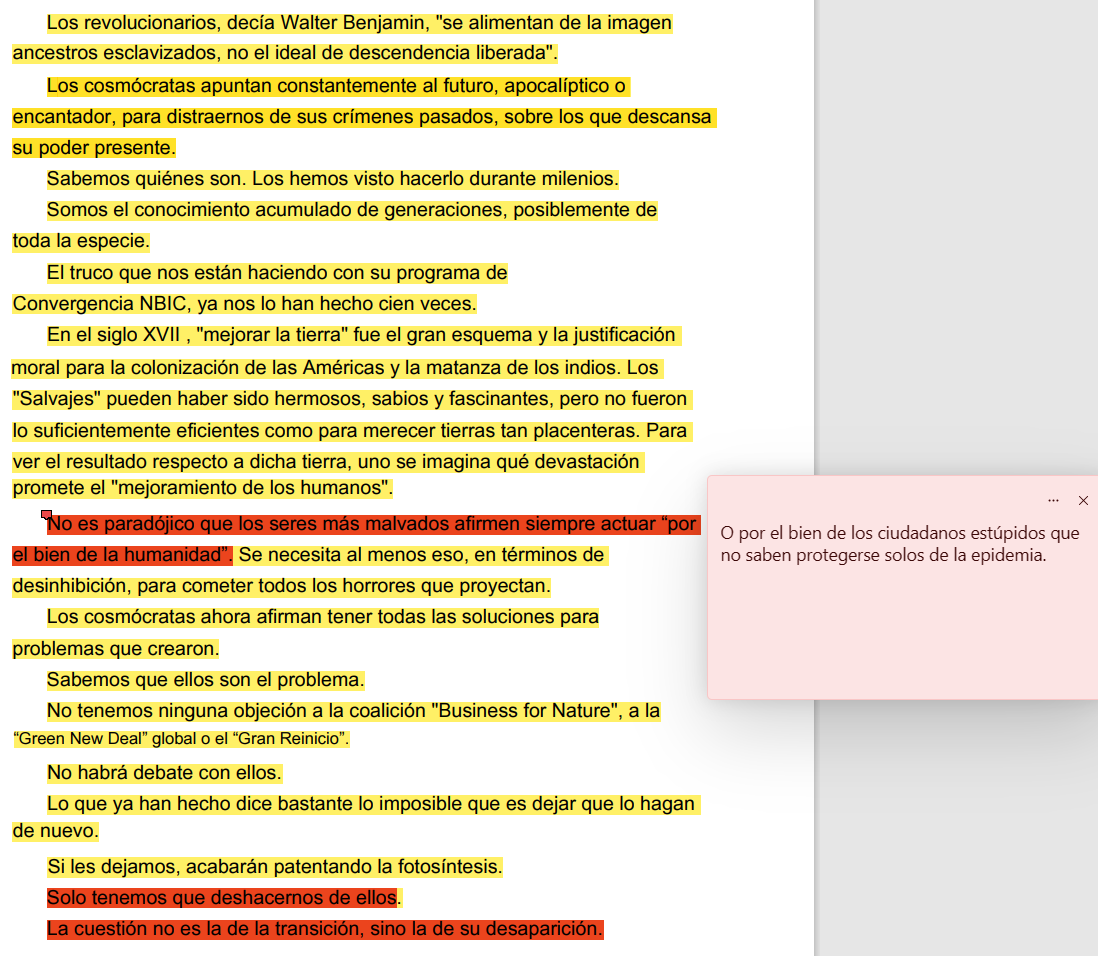 Los revolucionarios, decía Walter Benjamin, "se alimentan de la imagen
ancestros esclavizados, no el ideal de descendencia liberada".
Los cosmócratas apuntan constantemente al futuro, apocalíptico o
encantador, para distraernos de sus crímenes pasados, sobre los que descansa
su poder presente.
Sabemos quiénes son. Los hemos visto hacerlo durante milenios.
Somos el conocimiento acumulado de generaciones, posiblemente de
toda la especie.
El truco que nos están haciendo con su programa de
Convergencia NBIC, ya nos lo han hecho cien veces.
En el siglo XVII , "mejorar la tierra" fue el gran esquema y la justificación
moral para la colonización de las Américas y la matanza de los indios. Los
"Salvajes" pueden haber sido hermosos, sabios y fascinantes, pero no fueron
lo suficientemente eficientes como para merecer tierras tan placenteras. Para
ver el resultado respecto a dicha tierra, uno se imagina qué devastación
promete el "mejoramiento de los humanos".
No es paradójico que los seres más malvados afirmen siempre actuar “por
el bien de la humanidad”. Se necesita al menos eso, en términos de
desinhibición, para cometer todos los horrores que proyectan.
Los cosmócratas ahora afirman tener todas las soluciones para
problemas que crearon.
Sabemos que ellos son el problema.
No tenemos ninguna objeción a la coalición "Business for Nature", a la
“Green New Deal” global o el “Gran Reinicio”.
No habrá debate con ellos.
Lo que ya han hecho dice bastante lo imposible que es dejar que lo hagan
de nuevo.
Si les dejamos, acabarán patentando la fotosíntesis.
Solo tenemos que deshacernos de ellos.
La cuestión no es la de la transición, sino la de su desaparición.
O por el bien de los ciudadanos estúpidos que
no saben protegerse solos de la epidemia.